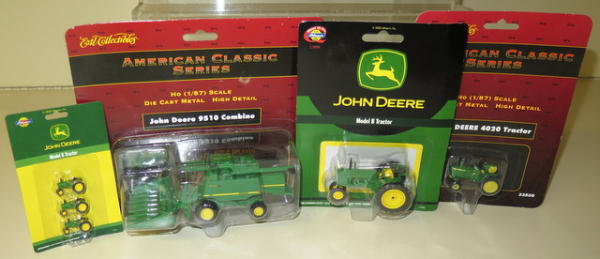 JOHN DEERE
Model B Tractor
Ertl Collectibles
AMERICAN CLASSIC
SERIES
HO (1/87) SCALE
DIE CAST METAL HIGH DETAIL
John Deere 9510 Combine
JOHN DEERE
Model B Tractor
AMERICAN CLASSIC
SERIES
HO (1/87) SCALE
DIE CAST METAL HIGH DETAIL
DEERE 4020 Tractor